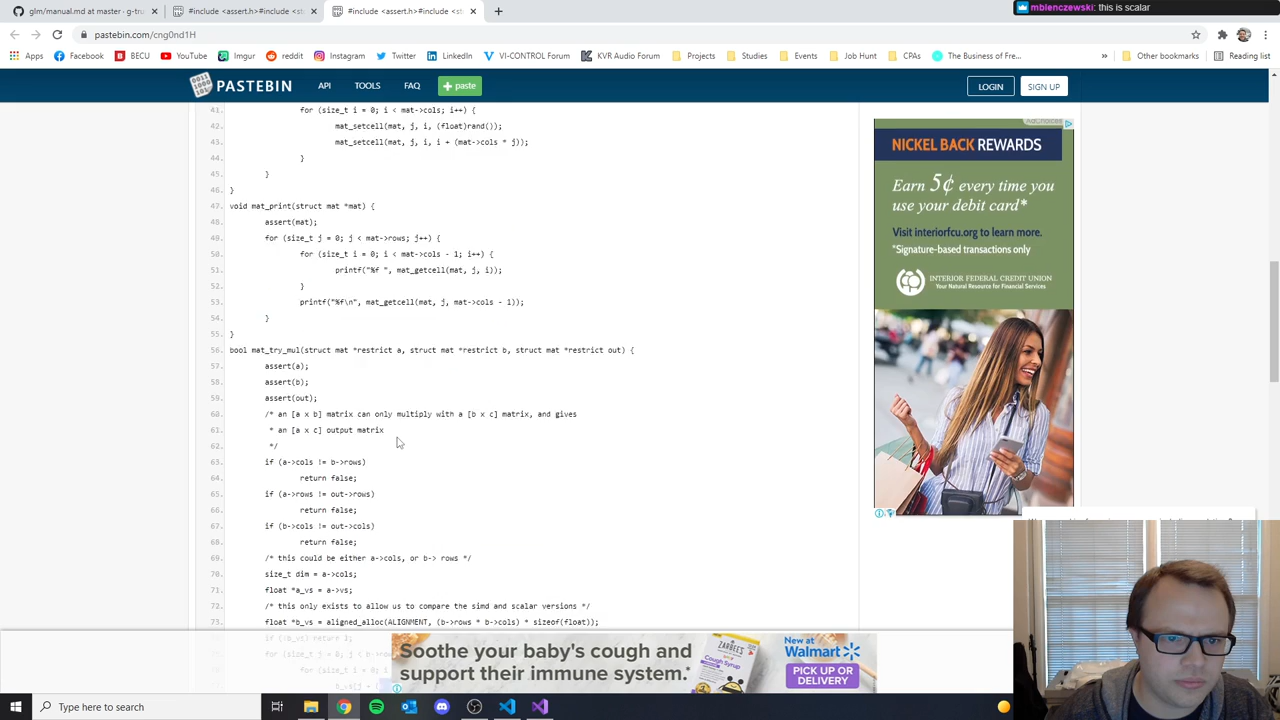 glm/manual.md at master · g-tru
#include <assert.h>#include <st
#include <assert.h>#include <st
mbienczewski: this is scalar
pastebin.com/cng0nd1H
Apps
Facebook
BECU
YouTube
Imgur
reddit
Instagram
Twitter
LinkedIn
VI-CONTROL Forum
KVR Audio Forum
Projects
Studies
Events
Job Hunt
CPAs
The Business of Fre...
Other bookmarks
Reading list
PASTEBIN
API
TOOLS
FAQ
paste
LOGIN
SIGN UP
41. for (size_t i = 0; i < mat->cols; i++) {
42. mat_setcell(mat, j, i, (float)rand());
43. mat_setcell(mat, j, i, i + (mat->cols * j));
44. }
45. }
46. }
47. void mat_print(struct mat *mat) {
48. assert(mat);
49. for (size_t j = 0; j < mat->rows; j++) {
50. for (size_t i = 0; i < mat->cols - 1; i++) {
51. printf("%f ", mat_getcell(mat, j, i));
52. }
53. printf("%f\n", mat_getcell(mat, j, mat->cols - i));
54. }
55. }
56. bool mat_try_mul(struct mat *restrict a, struct mat *restrict b, struct mat *restrict out) {
57. assert(a);
58. assert(b);
59. assert(out);
60. /* an [a x b] matrix can only multiply with a [b x c] matrix, and gives
61. * an [a x c] output matrix
62. */
63. if (a->cols != b->rows)
64. return false;
65. if (a->rows != out->rows)
66. return false;
67. if (b->cols != out->cols)
68. return false;
69. /* this could be either a->cols, or b-> rows */
70. size_t dim = a->cols;
71. float *a_vs = a->vs;
72. /* this only exists to allow us to compare the simd and scalar versions */
73. float *b_vs = aligned_alloc(ALIGNMENT, (b->rows * b->cols) * sizeof(float));
if (!b_vs) return 1;
AdChoices
NICKEL BACK REWARDS
Earn 5¢ every time you
use your debit card*
Visit interiorfcu.org to learn more.
*Signature-based transactions only
INTERIOR FEDERAL CREDIT UNION
Your Natural Resource for Financial Services
Soothe your baby's cough and
support their immune system.*
ZARBEE'S
New at
Walmart
PICK UP OR
DELIVERY
Type here to search